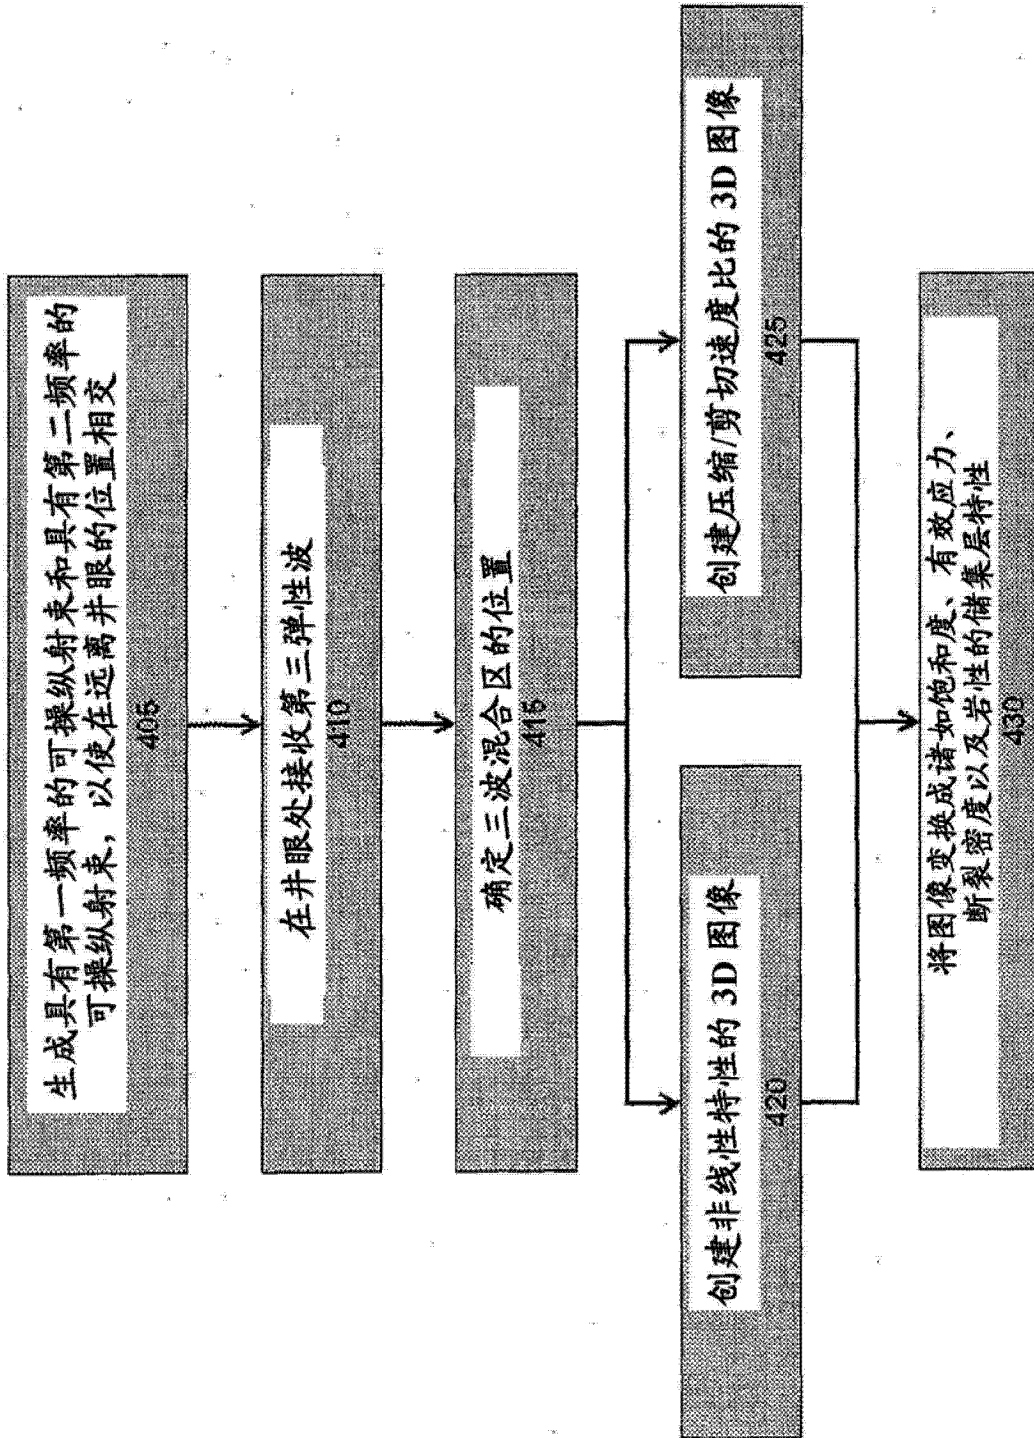 生成具有第一频率的可操纵射束和具有第二频率的
可操纵射束，以使在远离井眼的位置相交
405
在井眼处接收第三弹性波
410
确定三波混合区的位置
415
创建非线性特性的 3D 图像
420
创建压缩/剪切速度比的 3D 图像
425
将图像变换成诸如饱和度、有效应力、
断裂密度以及岩性的储集层特性
430